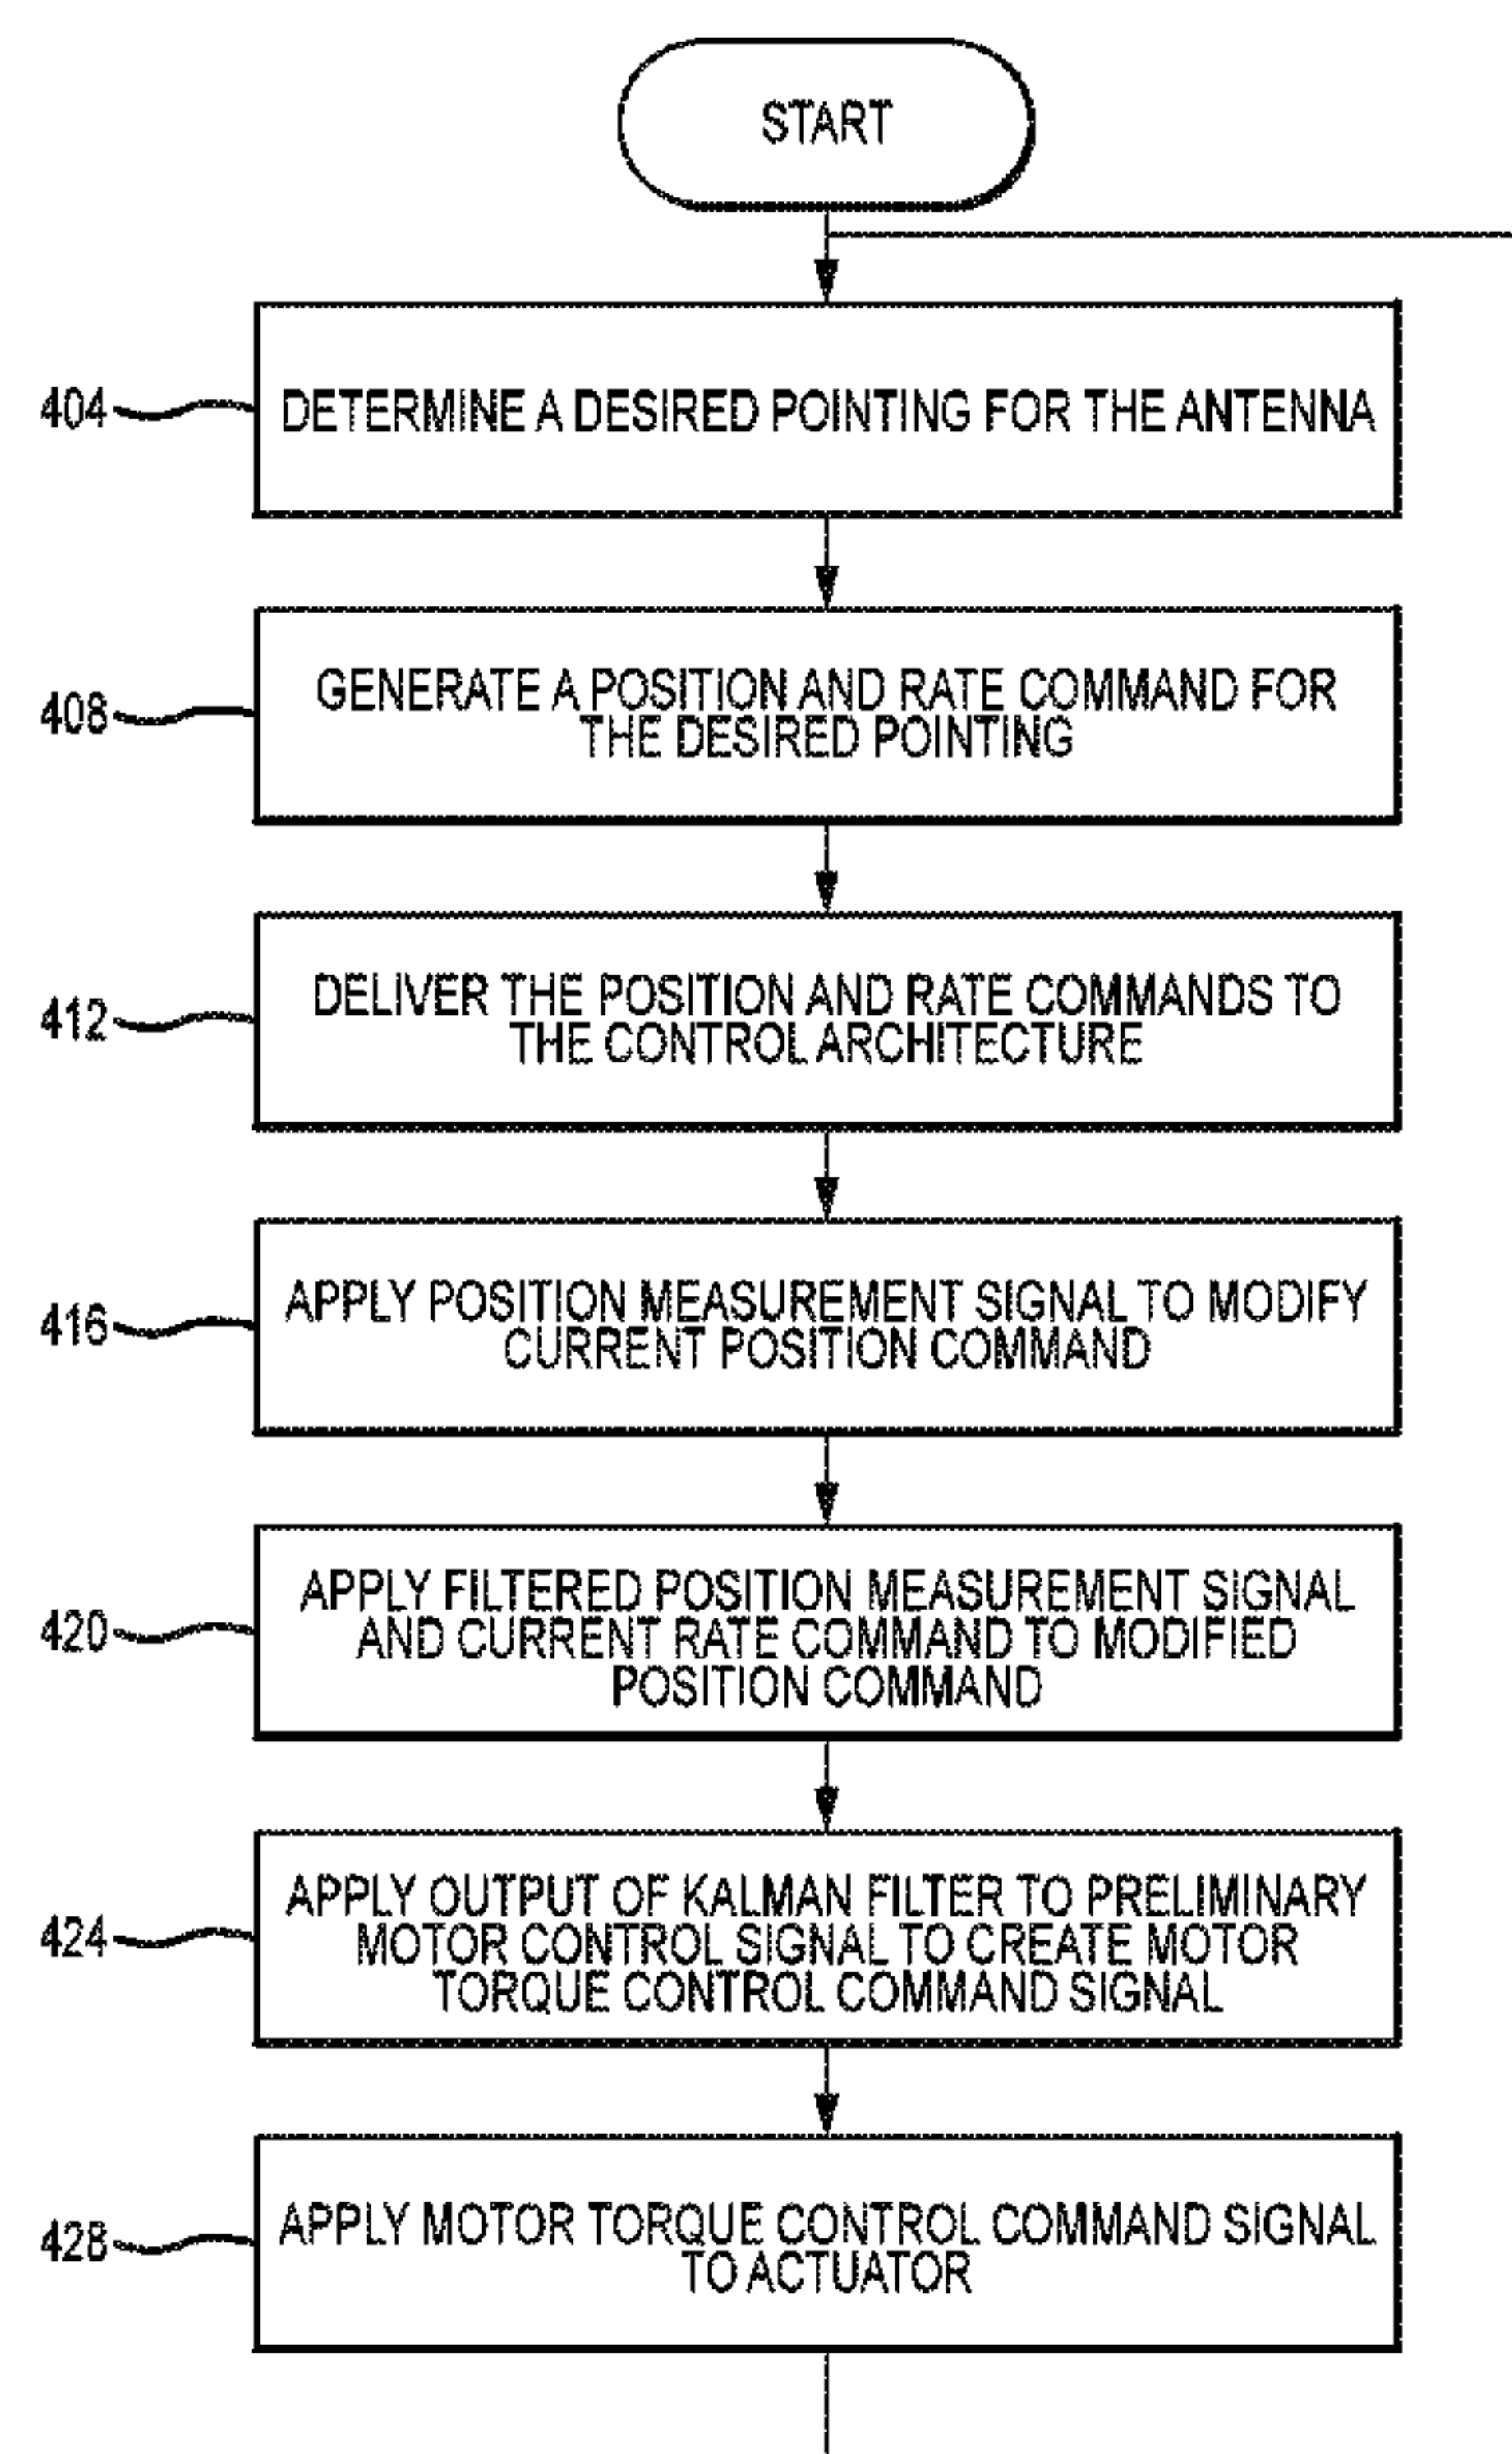 START
404
DETERMINE A DESIRED POINTING FOR THE ANTENNA
408
GENERATE A POSITION AND RATE COMMAND FOR
THE DESIRED POINTING
412
DELIVER THE POSITION AND RATE COMMANDS TO
THE CONTROL ARCHITECTURE
416
APPLY POSITION MEASUREMENT SIGNAL TO MODIFY
CURRENT POSITION COMMAND
420
APPLY FILTERED POSITION MEASUREMENT SIGNAL
AND CURRENT RATE COMMAND TO MODIFIED
POSITION COMMAND
424
APPLY OUTPUT OF KALMAN FILTER TO PRELIMINARY
MOTOR CONTROL SIGNAL TO CREATE MOTOR
TORQUE CONTROL COMMAND SIGNAL
428
APPLY MOTOR TORQUE CONTROL COMMAND SIGNAL
TO ACTUATOR